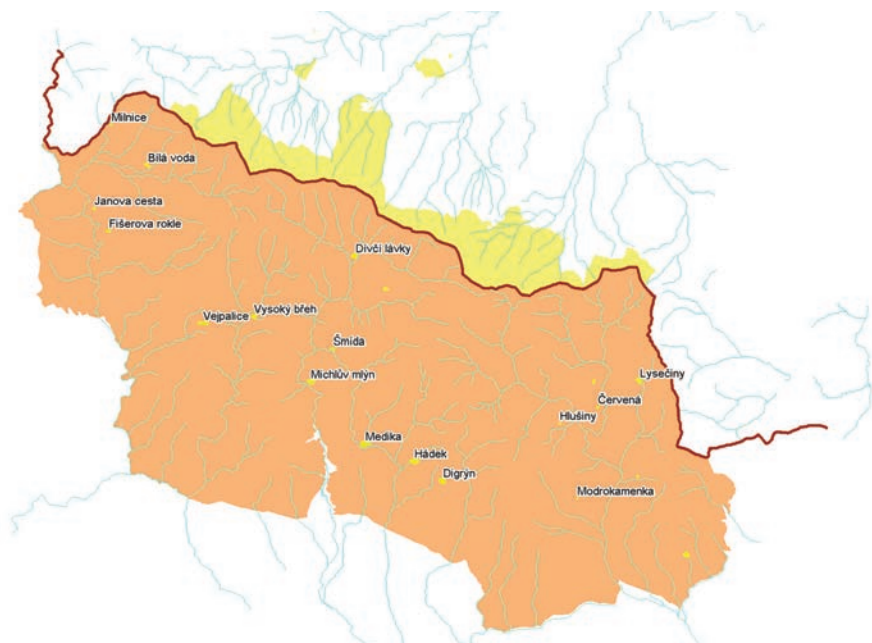 Milnice
Bílá voda
Janova cesta
Fišerova rokle
Dívčí lávky
Vejpalice
Vysoký břeh
Šmída
Michlův mlýn
Lysečiny
Červená
Hlušiny
Medika
Hádek
Digrýn
Modrokamenka